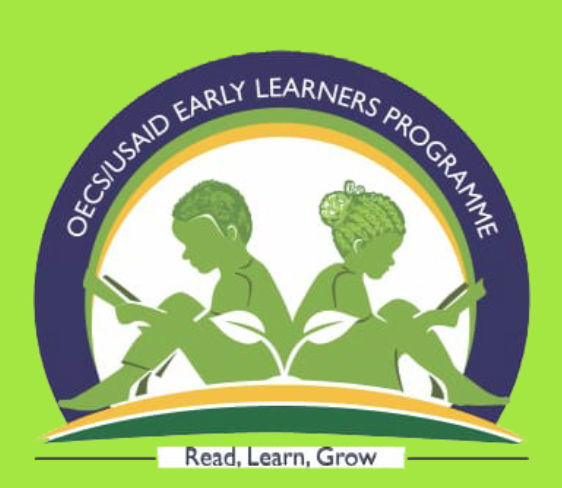 OECS/USAID EARLY LEARNERS PROGRAMME
Read, Learn, Grow